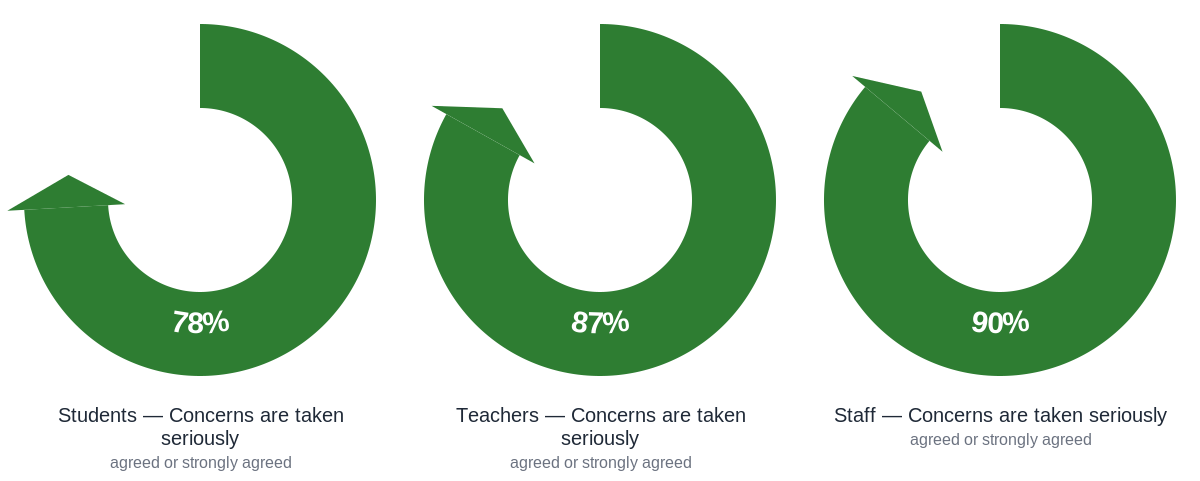 78%
87%
90%
Students — Concerns are taken
seriously
agreed or strongly agreed
Teachers — Concerns are taken
seriously
agreed or strongly agreed
Staff — Concerns are taken seriously
agreed or strongly agreed